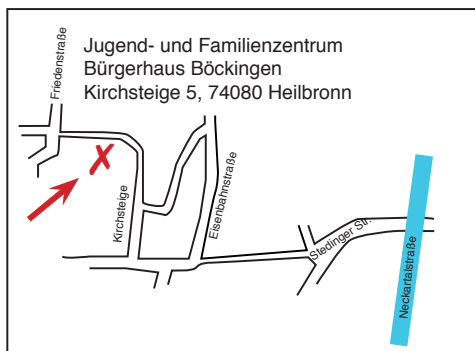 Jugend- und Familienzentrum
Bürgerhaus Böckingen
Kirchsteige 5, 74080 Heilbronn
Friedenstraße
Kirchsteige
Eisenbahnstraße
Stedinger Str.
Neckartalstraße